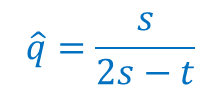 q̂ = s / (2s − t)